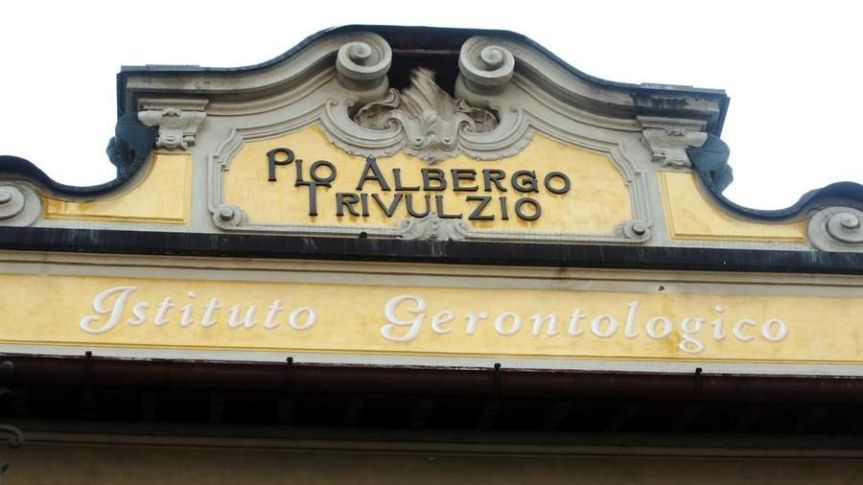 PIO ALBERGO
TRIVULZIO
Istituto Gerontologico